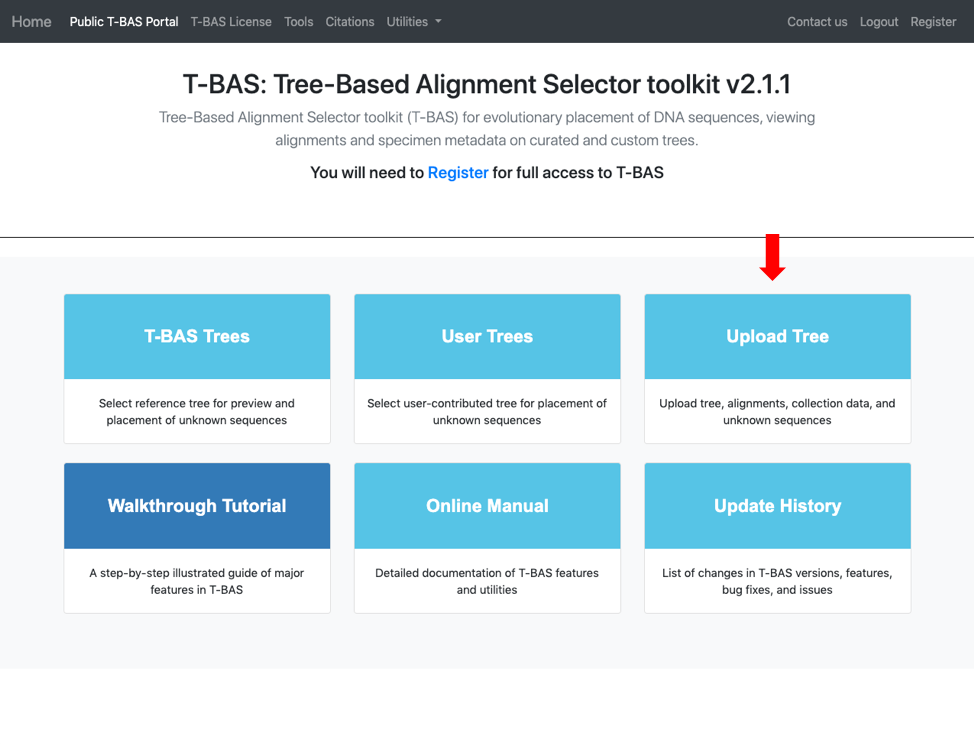 Home Public T-BAS Portal T-BAS License Tools Citations Utilities Contact us Logout Register
T-BAS: Tree-Based Alignment Selector toolkit v2.1.1
Tree-Based Alignment Selector toolkit (T-BAS) for evolutionary placement of DNA sequences, viewing
alignments and specimen metadata on curated and custom trees.
You will need to Register for full access to T-BAS
T-BAS Trees
Select reference tree for preview and
placement of unknown sequences
User Trees
Select user-contributed tree for placement of
unknown sequences
Upload Tree
Upload tree, alignments, collection data, and
unknown sequences
Walkthrough Tutorial
A step-by-step illustrated guide of major
features in T-BAS
Online Manual
Detailed documentation of T-BAS features
and utilities
Update History
List of changes in T-BAS versions, features,
bug fixes, and issues